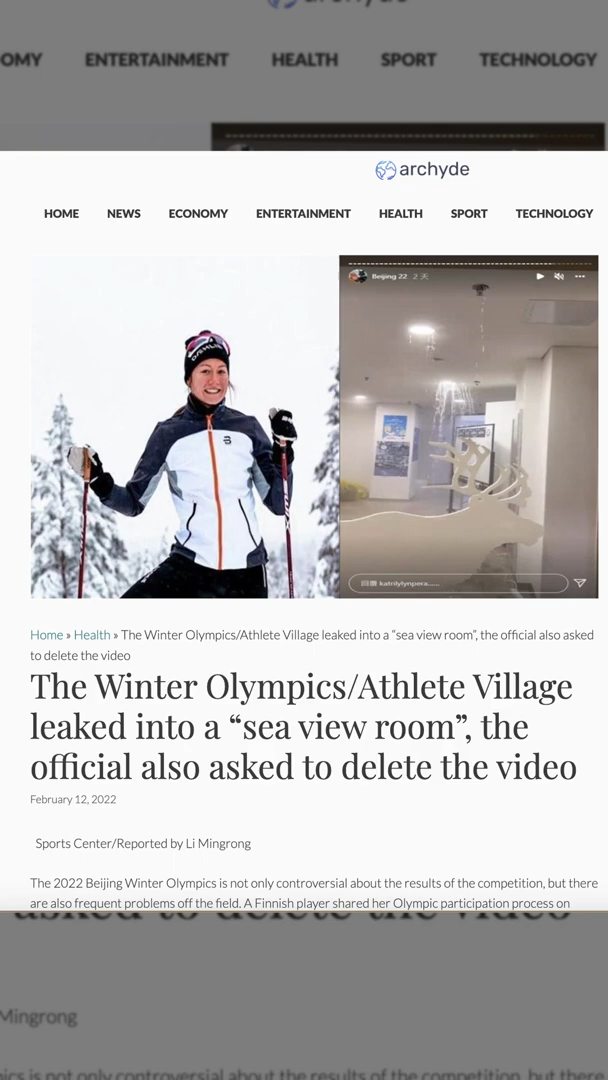 archyde
OMY ENTERTAINMENT HEALTH SPORT TECHNOLOGY
archyde
HOME NEWS ECONOMY ENTERTAINMENT HEALTH SPORT TECHNOLOGY
Beijing 22 2 天
katrilylynpera......
Home » Health » The Winter Olympics/Athlete Village leaked into a “sea view room”, the official also asked
to delete the video
The Winter Olympics/Athlete Village
leaked into a “sea view room”, the
official also asked to delete the video
February 12, 2022
Sports Center/Reported by Li Mingrong
The 2022 Beijing Winter Olympics is not only controversial about the results of the competition, but there
are also frequent problems off the field. A Finnish player shared her Olympic participation process on
asked to delete the video
Mingrong
ics is not only controversial about the results of the competition, but there